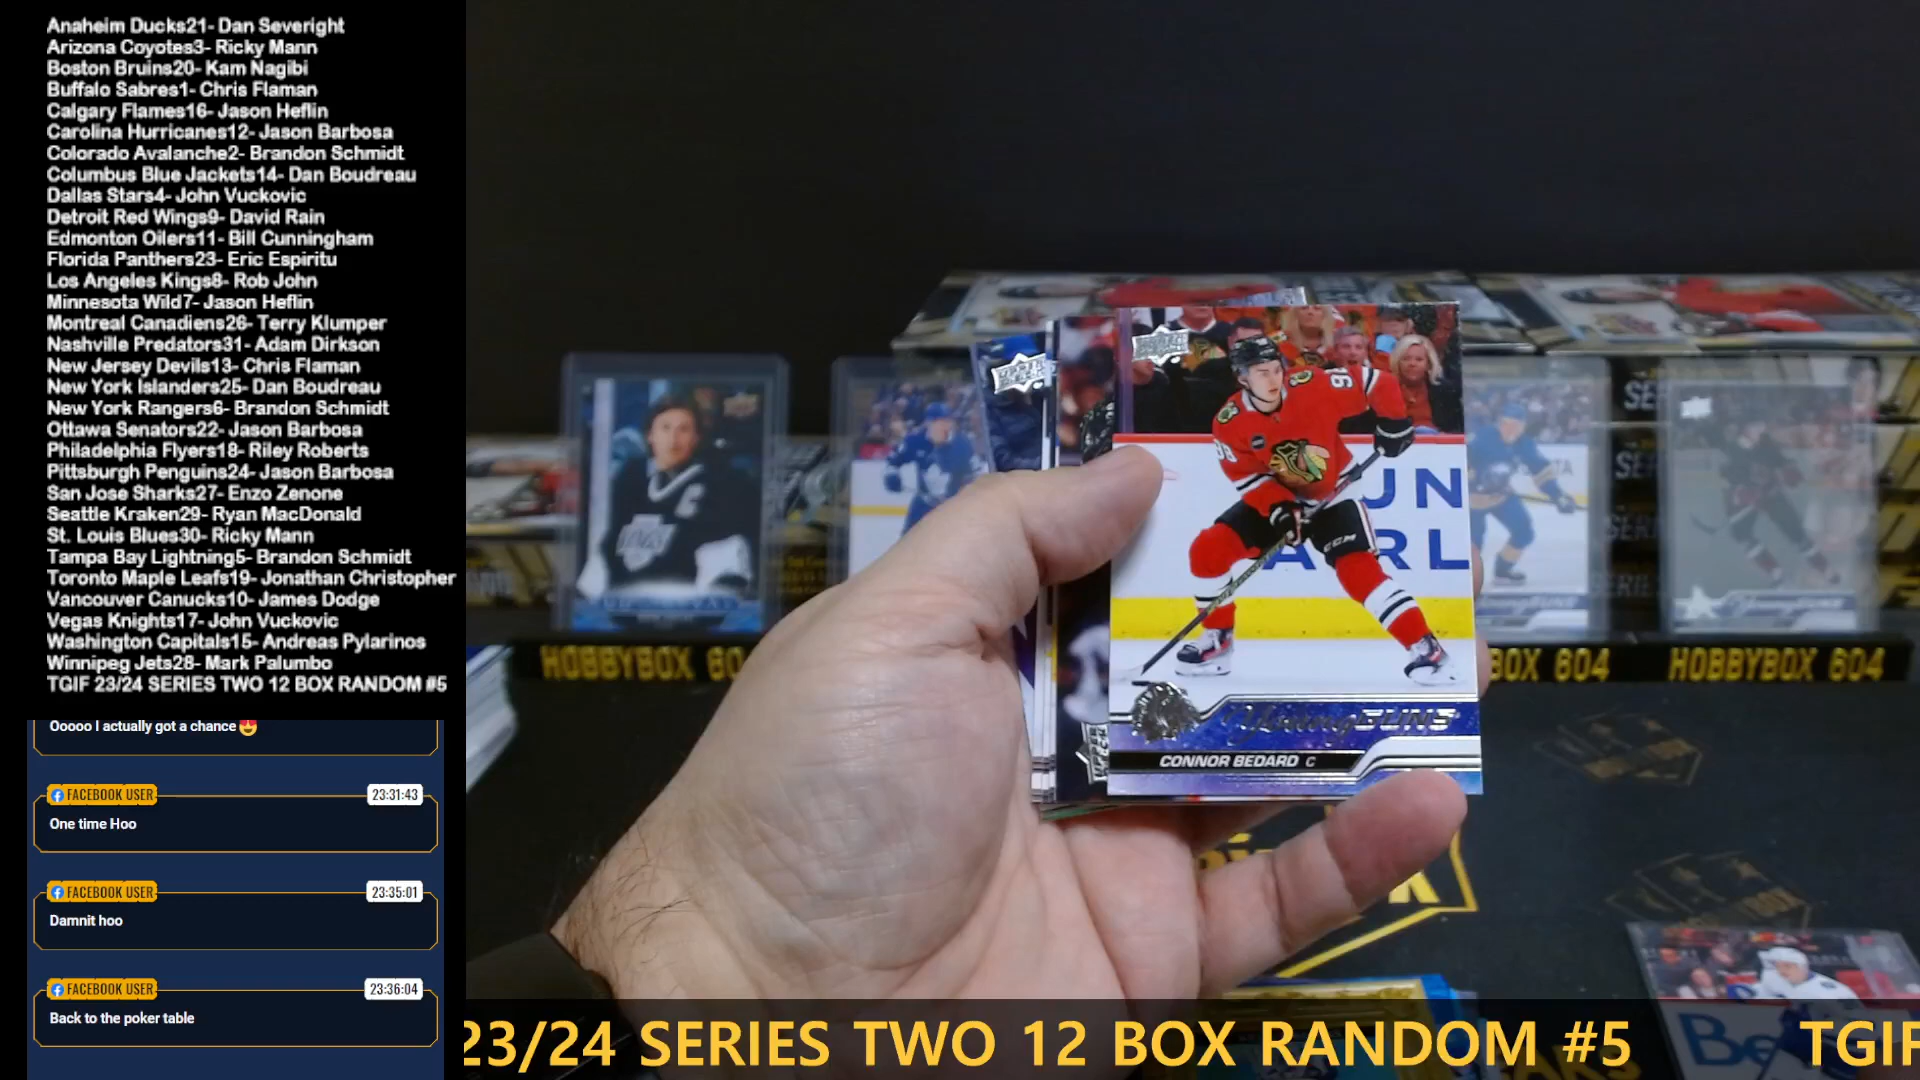 Anaheim Ducks21- Dan Severight
Arizona Coyotes3- Ricky Mann
Boston Bruins20- Kam Nagibi
Buffalo Sabres1- Chris Flaman
Calgary Flames16- Jason Heflin
Carolina Hurricanes12- Jason Barbosa
Colorado Avalanche2- Brandon Schmidt
Columbus Blue Jackets14- Dan Boudreau
Dallas Stars4- John Vuckovic
Detroit Red Wings9- David Rain
Edmonton Oilers11- Bill Cunningham
Florida Panthers23- Eric Espiritu
Los Angeles Kings8- Rob John
Minnesota Wild7- Jason Heflin
Montreal Canadiens26- Terry Klumper
Nashville Predators31- Adam Dirkson
New Jersey Devils13- Chris Flaman
New York Islanders25- Dan Boudreau
New York Rangers6- Brandon Schmidt
Ottawa Senators22- Jason Barbosa
Philadelphia Flyers18- Riley Roberts
Pittsburgh Penguins24- Jason Barbosa
San Jose Sharks27- Enzo Zenone
Seattle Kraken29- Ryan MacDonald
St. Louis Blues30- Ricky Mann
Tampa Bay Lightning5- Brandon Schmidt
Toronto Maple Leafs19- Jonathan Christopher
Vancouver Canucks10- James Dodge
Vegas Knights17- John Vuckovic
Washington Capitals15- Andreas Pylarinos
Winnipeg Jets28- Mark Palumbo
TGIF 23/24 SERIES TWO 12 BOX RANDOM #5
Ooooo I actually got a chance😍
FACEBOOK USER 23:31:43
One time Hoo
FACEBOOK USER 23:35:01
Damnit hoo
FACEBOOK USER 23:36:04
Back to the poker table
98
UN
ARL
CCM
Young GUNS
CONNOR BEDARD C
HOBBYBOX 60
BOX 604
HOBBYBOX 604
23/24 SERIES TWO 12 BOX RANDOM #5
TGIF